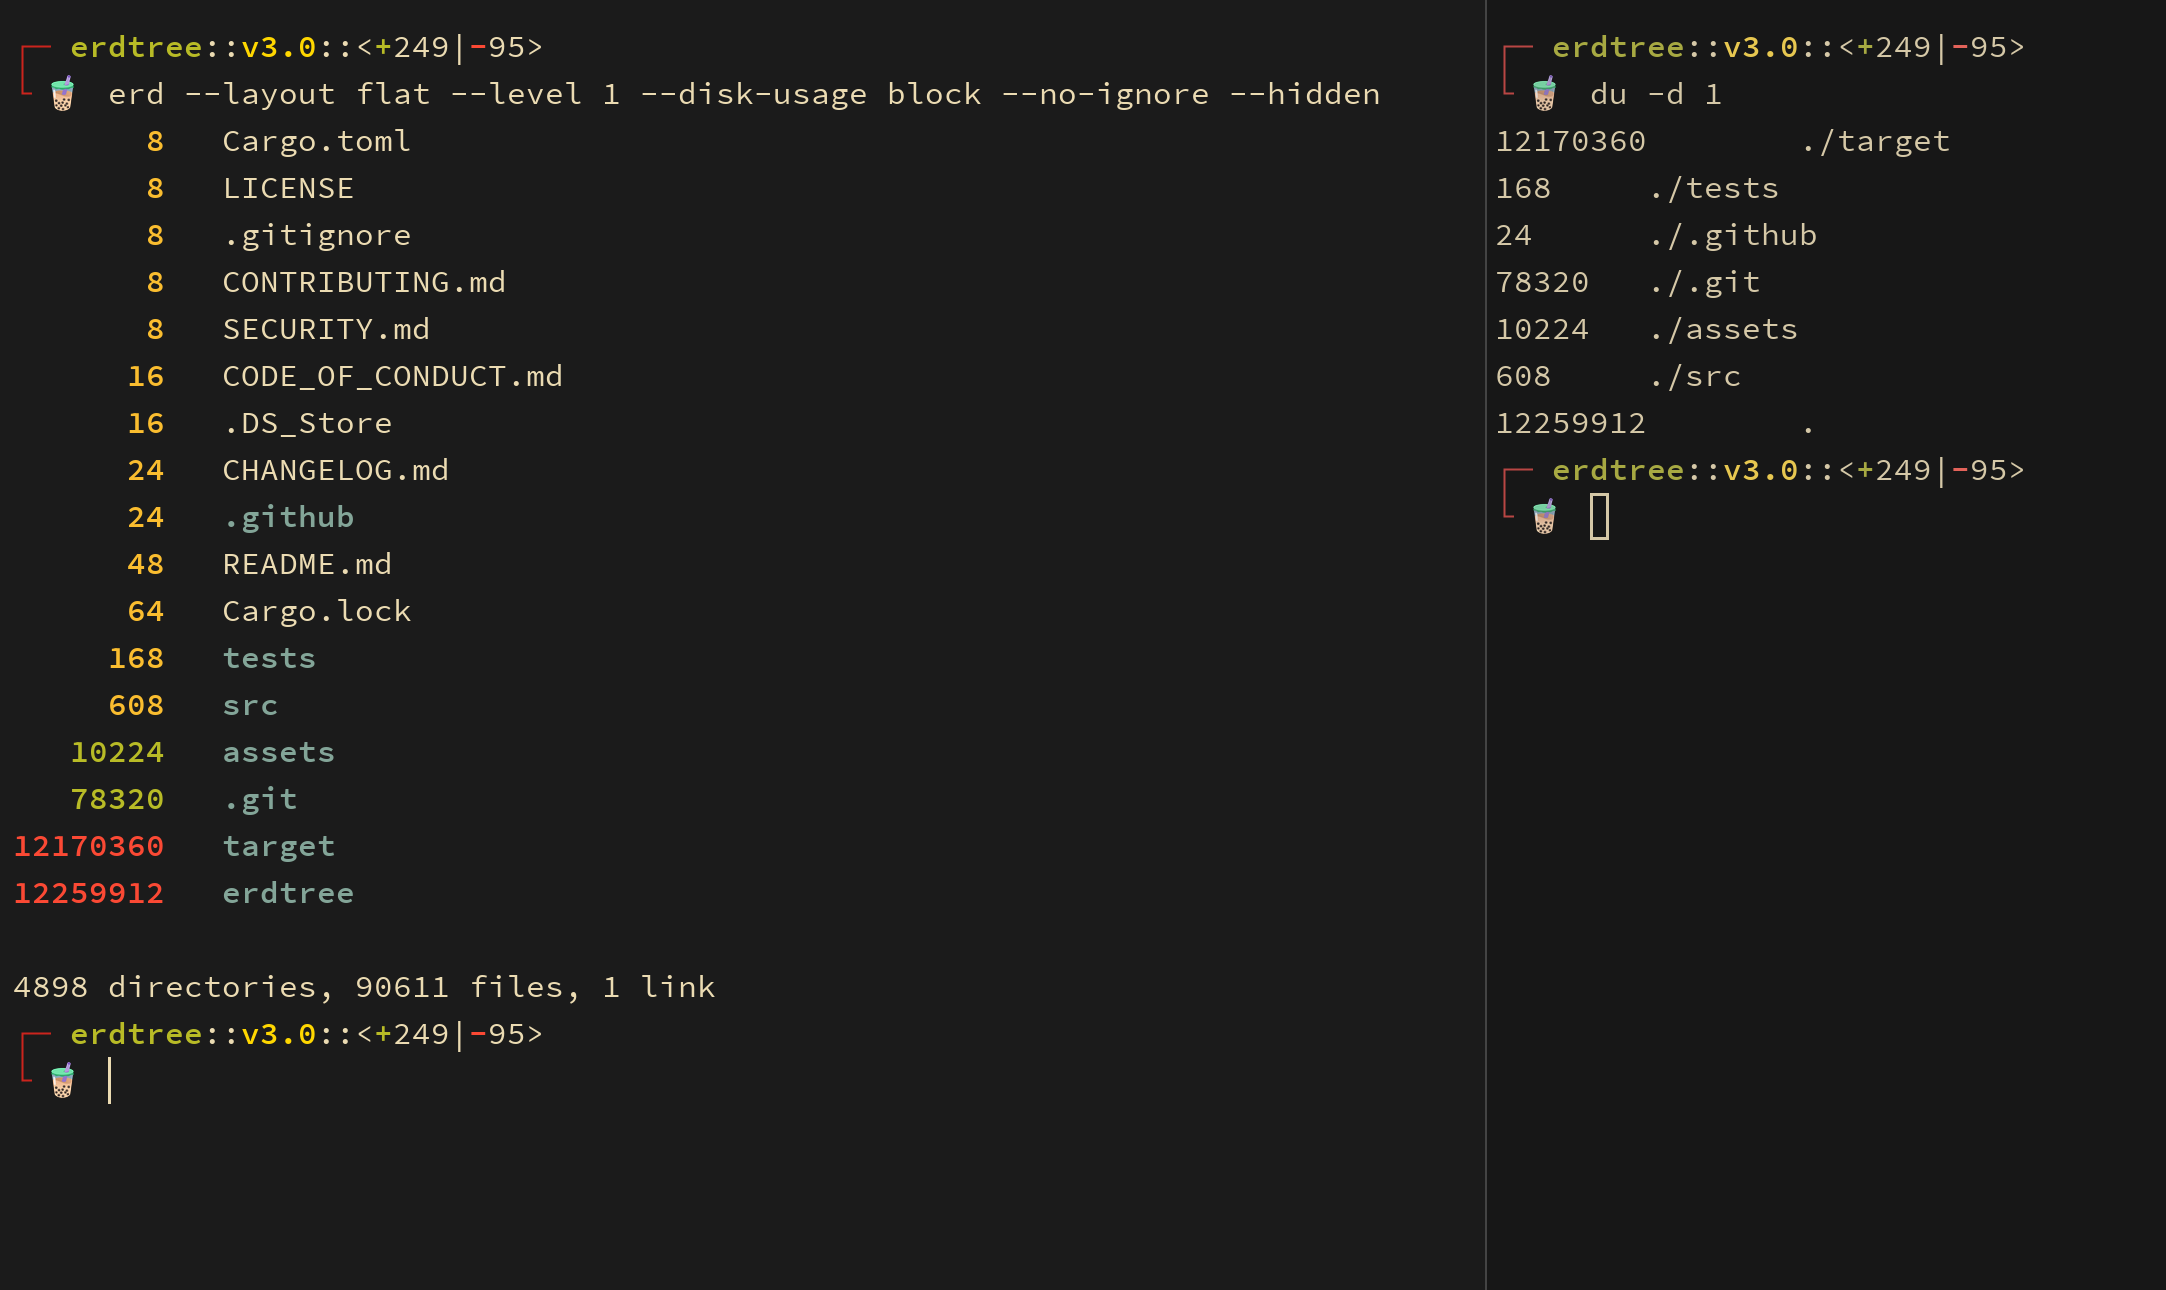 erdtree::v3.0::<+249|-95>
erd --layout flat --level 1 --disk-usage block --no-ignore --hidden
8 Cargo.toml
8 LICENSE
8 .gitignore
8 CONTRIBUTING.md
8 SECURITY.md
16 CODE_OF_CONDUCT.md
16 .DS_Store
24 CHANGELOG.md
24 .github
48 README.md
64 Cargo.lock
168 tests
608 src
10224 assets
78320 .git
12170360 target
12259912 erdtree
4898 directories, 90611 files, 1 link
erdtree::v3.0::<+249|-95>
erdtree::v3.0::<+249|-95>
du -d 1
12170360 ./target
168 ./tests
24 ./.github
78320 ./.git
10224 ./assets
608 ./src
12259912 .
erdtree::v3.0::<+249|-95>